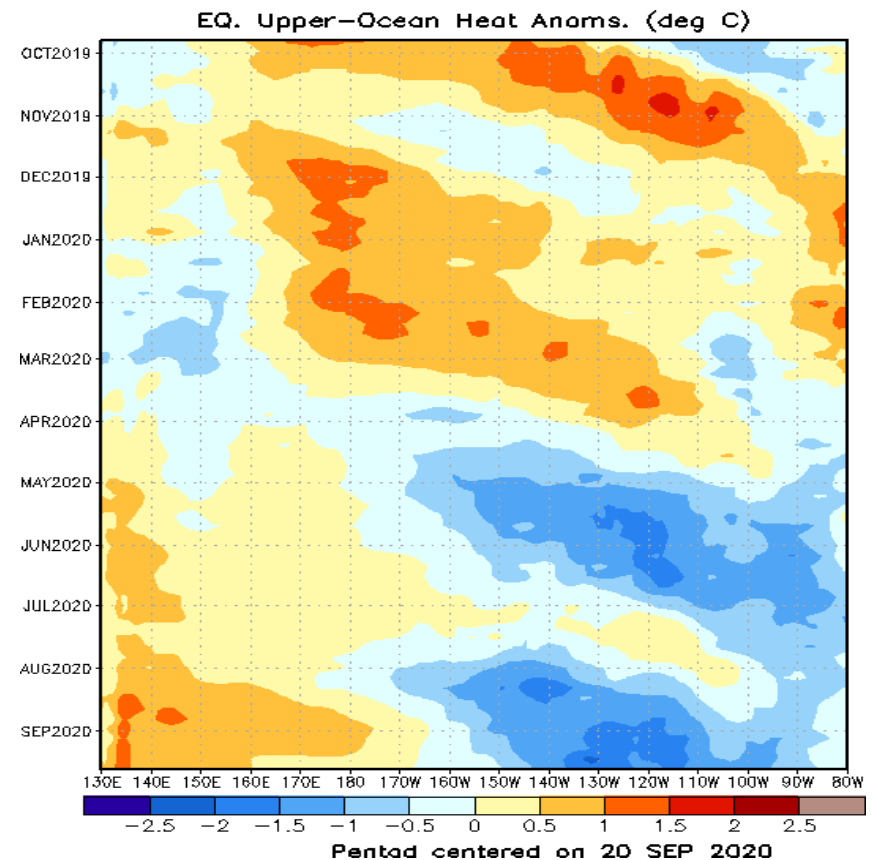 EQ. Upper-Ocean Heat Anoms. (deg C)
OCT2019
NOV2019
DEC2019
JAN2020
FEB2020
MAR2020
APR2020
MAY2020
JUN2020
JUL2020
AUG2020
SEP2020
130E 140E 150E 160E 170E 180 170W 160W 150W 140W 130W 120W 110W 100W 90W 80W
-2.5 -2 -1.5 -1 -0.5 0 0.5 1 1.5 2 2.5
Pentad centered on 20 SEP 2020